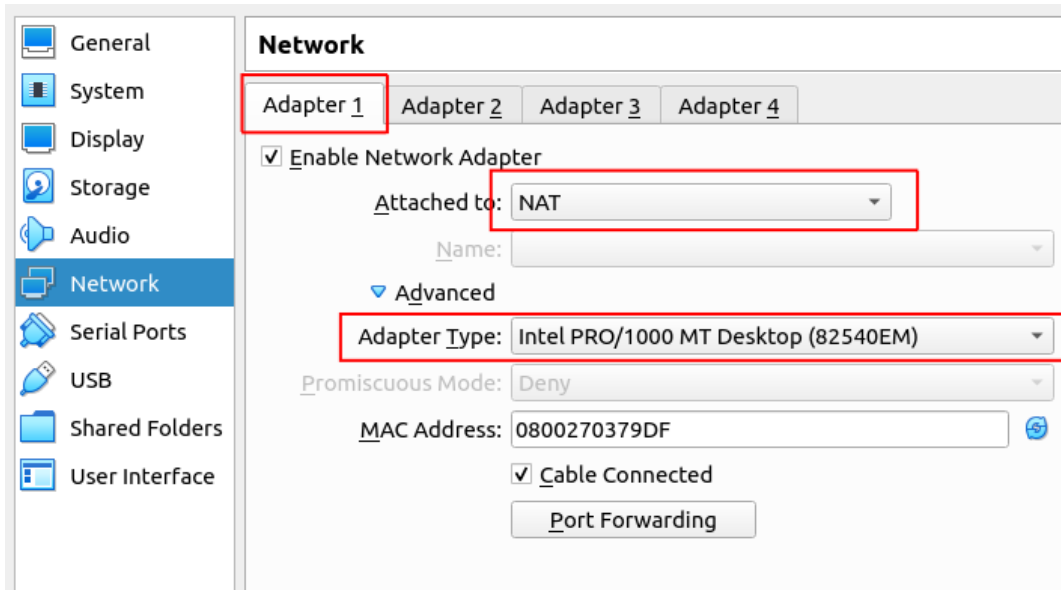 General
System
Display
Storage
Audio
Network
Serial Ports
USB
Shared Folders
User Interface
Network
Adapter 1 Adapter 2 Adapter 3 Adapter 4
Enable Network Adapter
Attached to: NAT
Name:
Advanced
Adapter Type: Intel PRO/1000 MT Desktop (82540EM)
Promiscuous Mode: Deny
MAC Address: 0800270379DF
Cable Connected
Port Forwarding